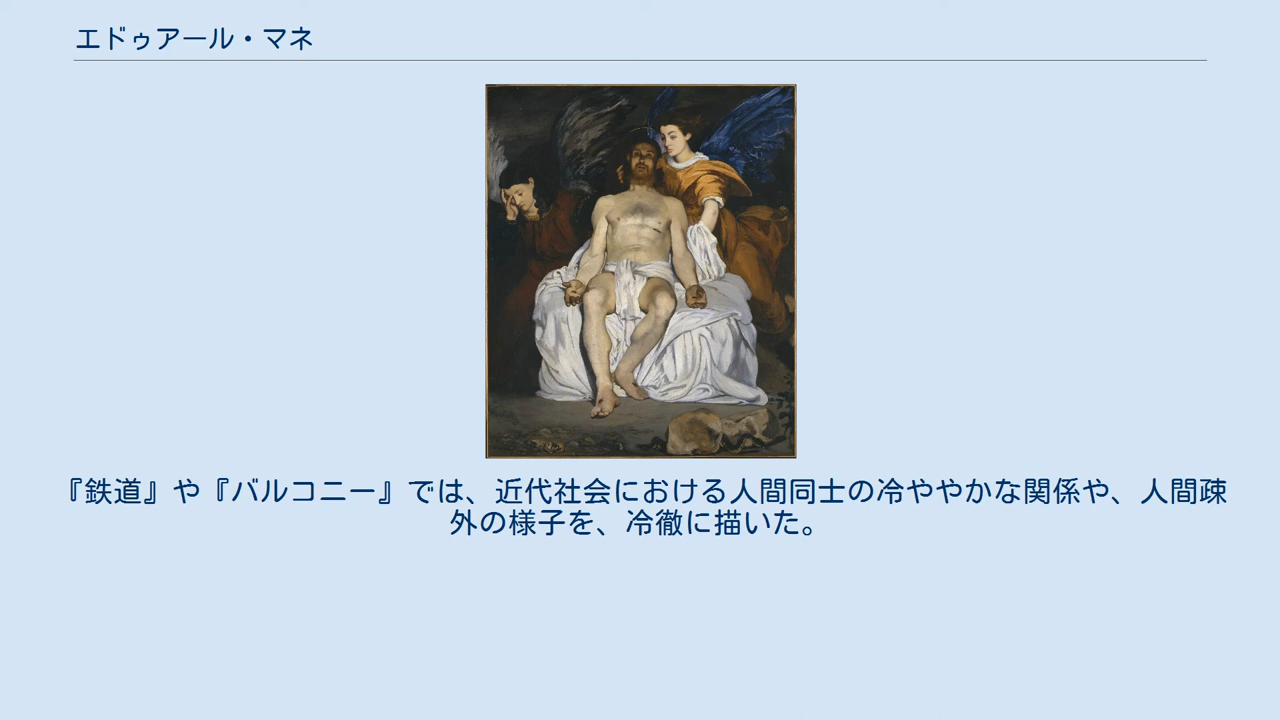 エドゥアール・マネ
『鉄道』や『バルコニー』では、近代社会における人間同士の冷ややかな関係や、人間疎
外の様子を、冷徹に描いた。